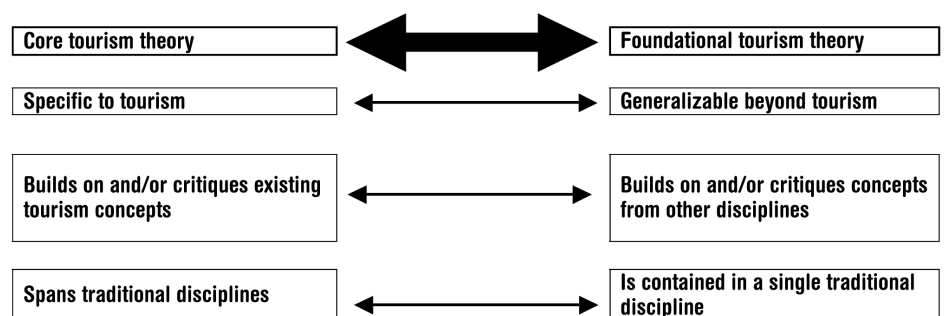 Core tourism theory
Foundational tourism theory
Specific to tourism
Generalizable beyond tourism
Builds on and/or critiques existing
tourism concepts
Builds on and/or critiques concepts
from other disciplines
Spans traditional disciplines
Is contained in a single traditional
discipline